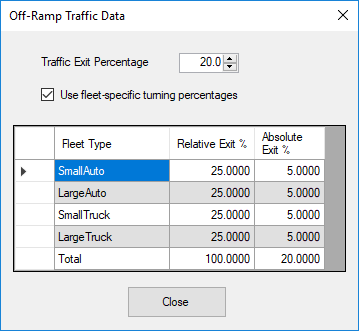 Off-Ramp Traffic Data
Traffic Exit Percentage 20.0
Use fleet-specific turning percentages
Fleet Type Relative Exit % Absolute Exit %
SmallAuto 25.0000 5.0000
LargeAuto 25.0000 5.0000
SmallTruck 25.0000 5.0000
LargeTruck 25.0000 5.0000
Total 100.0000 20.0000
Close